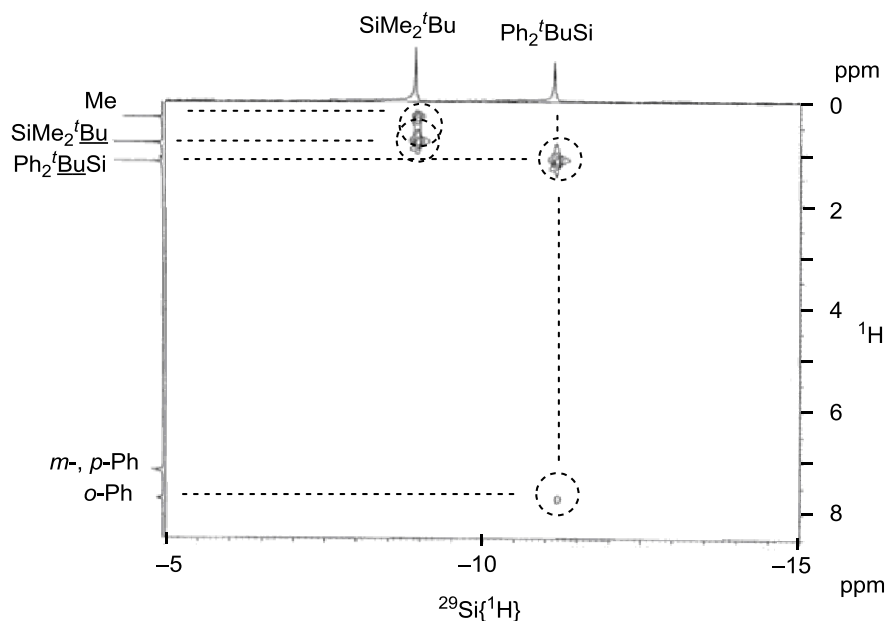 SiMe₂ᵗBu
Ph₂ᵗBuSi
ppm
Me
SiMe₂ᵗBu
Ph₂ᵗBuSi
0
2
4
¹H
6
m-, p-Ph
o-Ph
8
–5
–10
–15
ppm
²⁹Si{¹H}